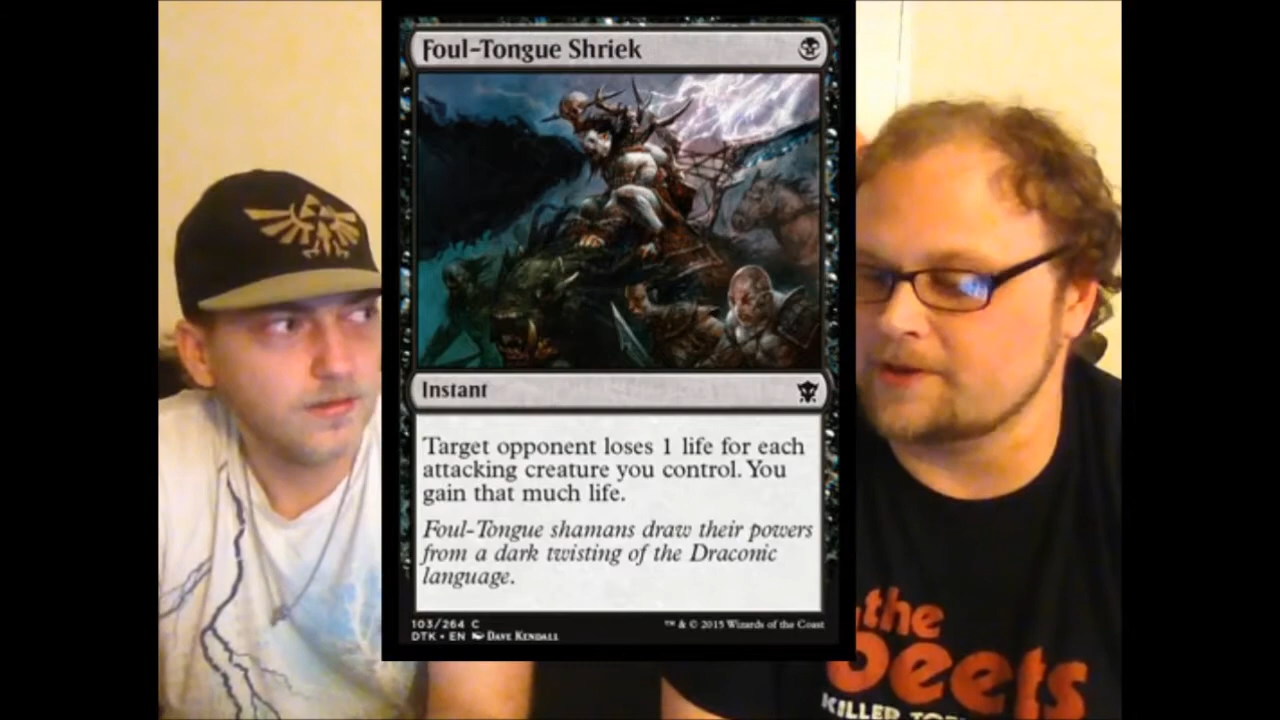 Foul-Tongue Shriek
Instant
Target opponent loses 1 life for each
attacking creature you control. You
gain that much life.
Foul-Tongue shamans draw their powers
from a dark twisting of the Draconic
language.
103/264 C
DTK • EN Dave Kendall
™ & © 2015 Wizards of the Coast
the
Beets
KILLER